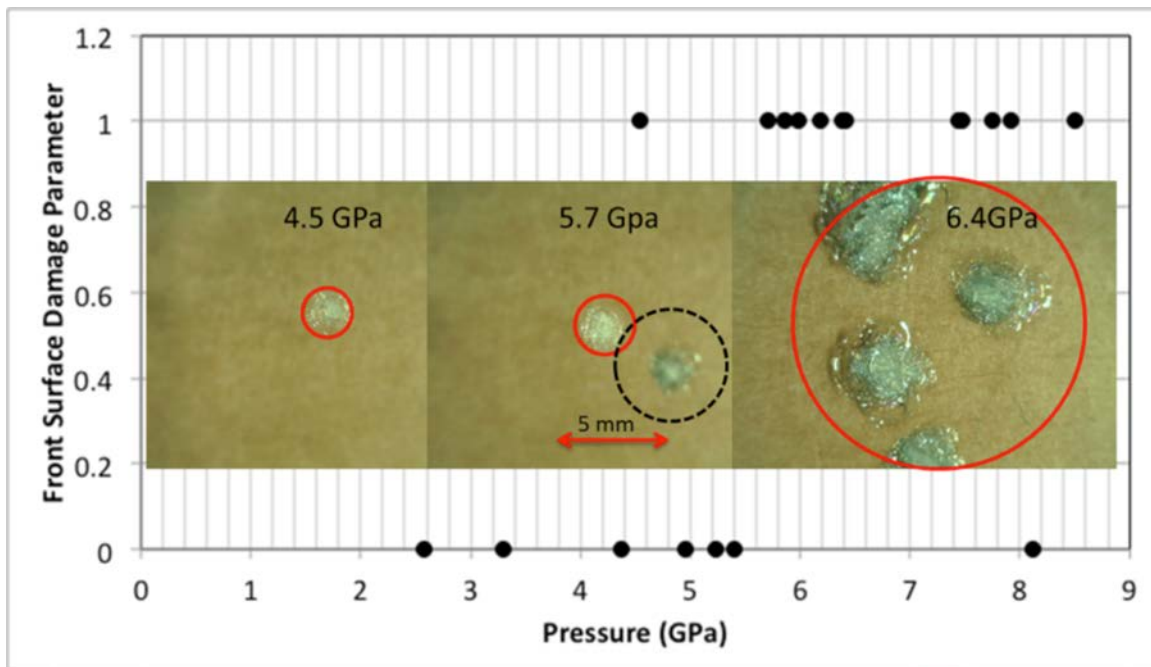 Front Surface Damage Parameter
1.2
1
0.8
0.6
0.4
0.2
0
4.5 GPa
5.7 Gpa
6.4GPa
5 mm
0 1 2 3 4 5 6 7 8 9
Pressure (GPa)